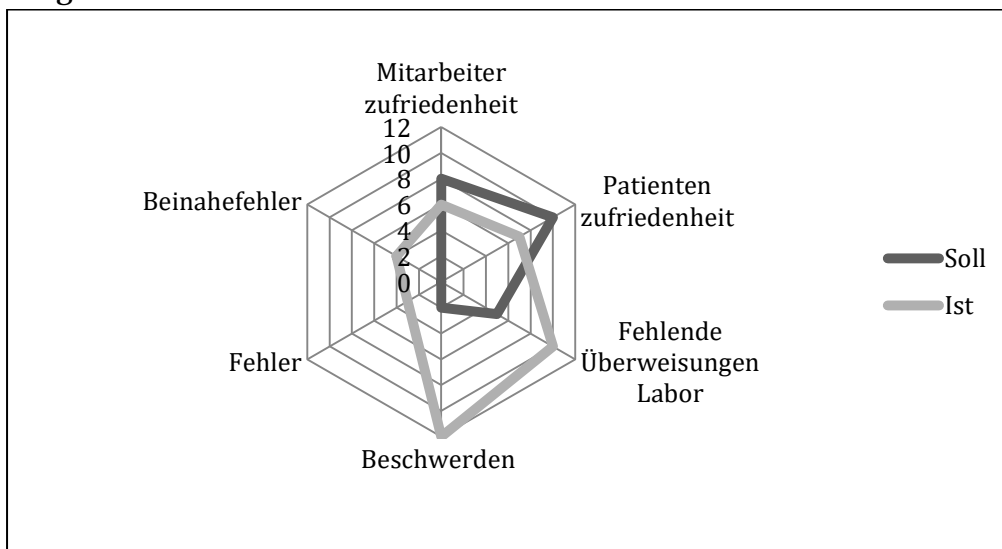 Mitarbeiter
zufriedenheit
12
10
8
6
4
2
0
Patienten
zufriedenheit
Fehlende
Überweisungen
Labor
Beschwerden
Fehler
Beinahefehler
Soll
Ist